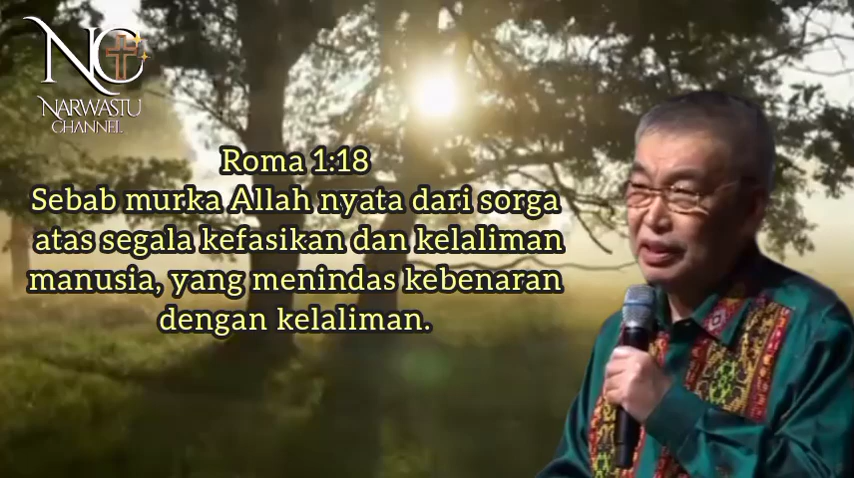 NC
NARWASTU
CHANNEL
Roma 1:18
Sebab murka Allah nyata dari sorga
atas segala kefasikan dan kelaliman
manusia, yang menindas kebenaran
dengan kelaliman.